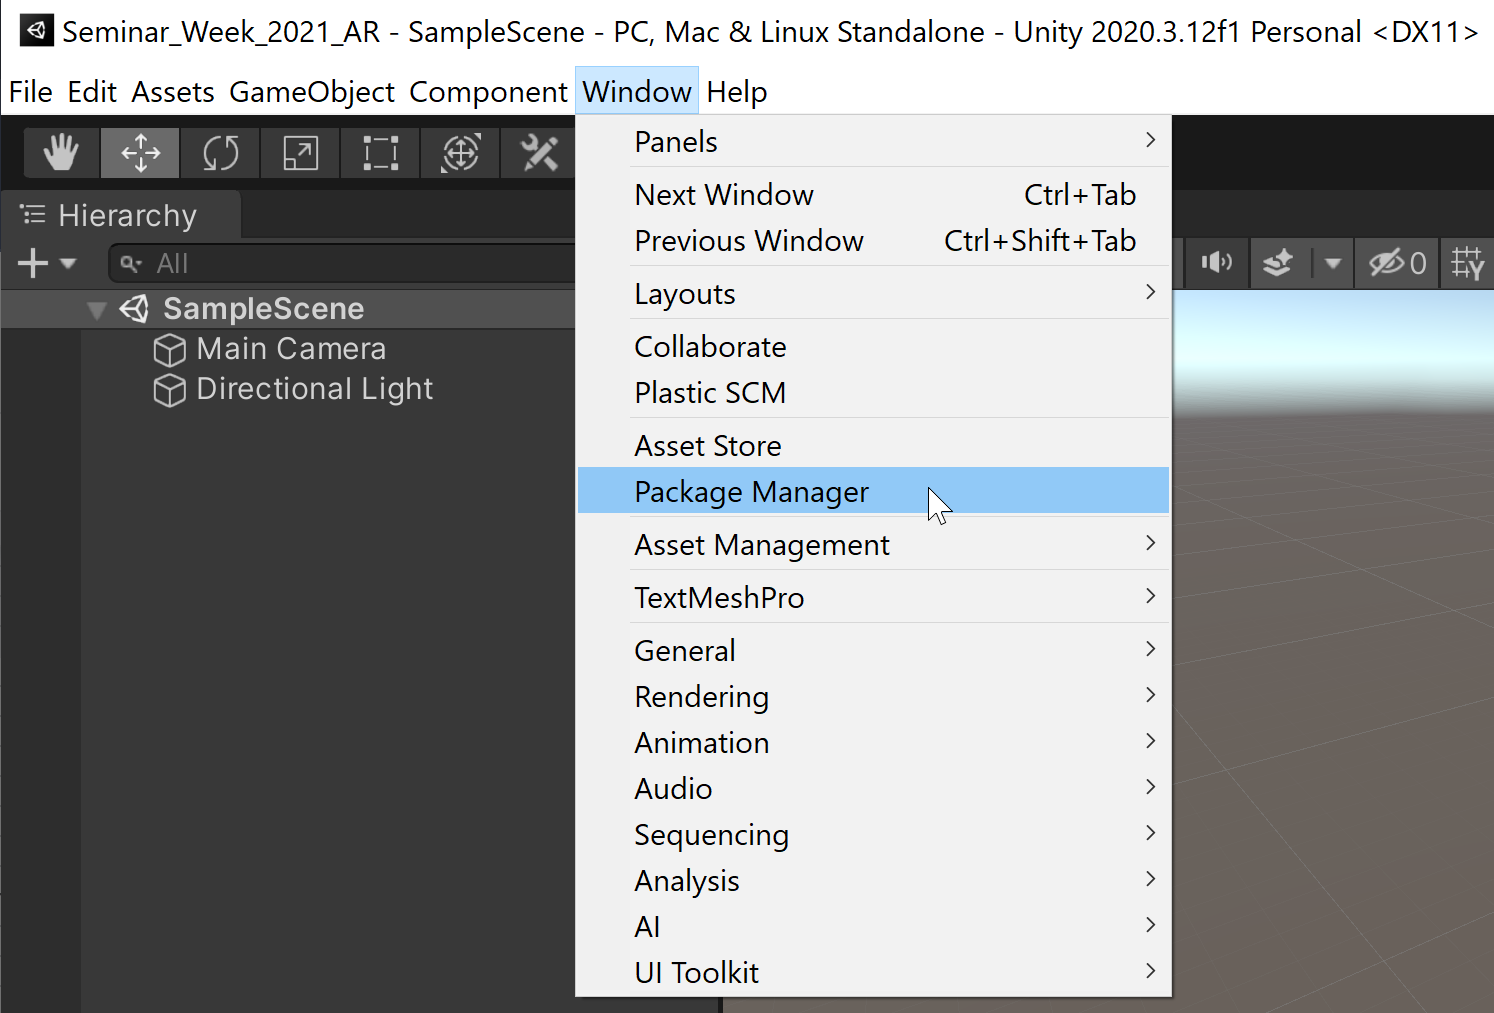 Seminar_Week_2021_AR - SampleScene - PC, Mac & Linux Standalone - Unity 2020.3.12f1 Personal <DX11>
File Edit Assets GameObject Component Window Help
Panels
Next Window Ctrl+Tab
Previous Window Ctrl+Shift+Tab
Layouts
Collaborate
Plastic SCM
Asset Store
Package Manager
Asset Management
TextMeshPro
General
Rendering
Animation
Audio
Sequencing
Analysis
AI
UI Toolkit
Hierarchy
All
SampleScene
Main Camera
Directional Light
0
Y